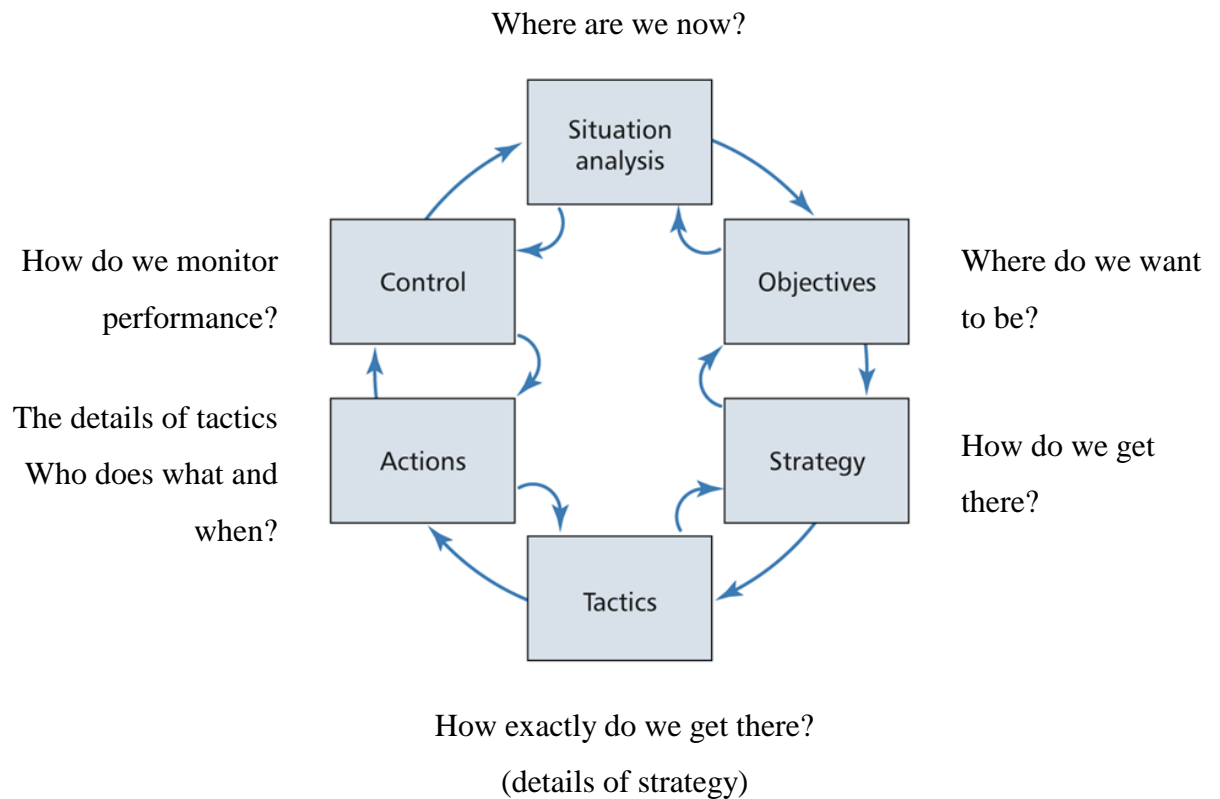 Where are we now?
Situation
analysis
Control
Objectives
How do we monitor
performance?
Where do we want
to be?
The details of tactics
Who does what and
when?
Actions
Strategy
How do we get
there?
Tactics
How exactly do we get there?
(details of strategy)